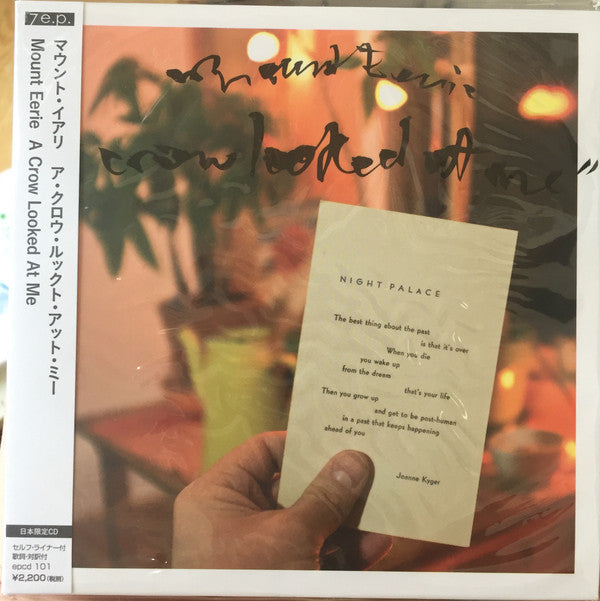 7e.p.
マウント・イアリ ア・クロウ・ルックト・アット・ミー
Mount Eerie A Crow Looked At Me
日本限定CD
セルフ・ライナー付
歌詞・対訳付
epcd 101
¥2,200(税別)
mount Eerie
crow looked at me"
NIGHT PALACE
The best thing about the past
is that it's over
When you die
you wake up
from the dream
that's your life
Then you grow up
and get to be post-human
in a past that keeps happening
ahead of you
Joanne Kyger